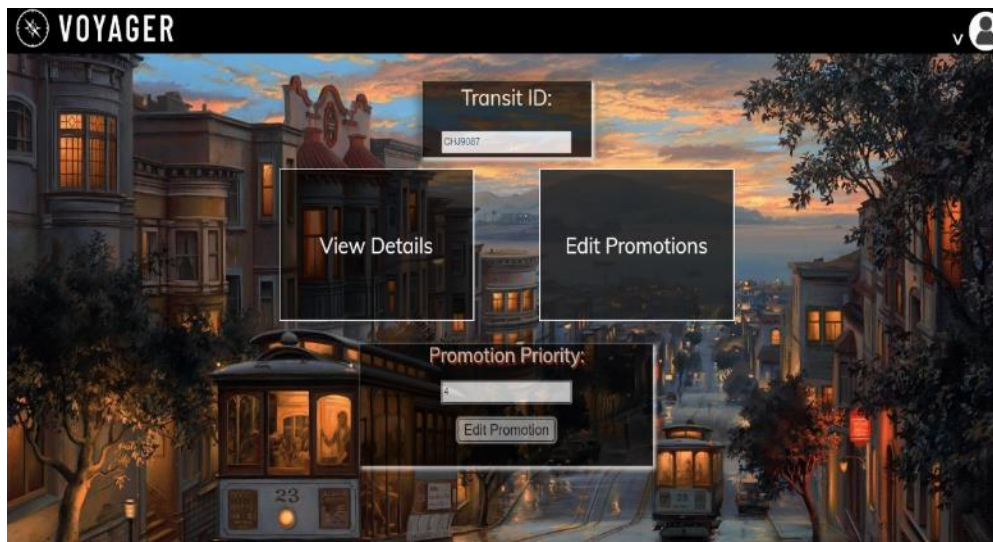 VOYAGER
v
Transit ID:
CHJ9087
View Details
Edit Promotions
Promotion Priority:
4
Edit Promotion
23